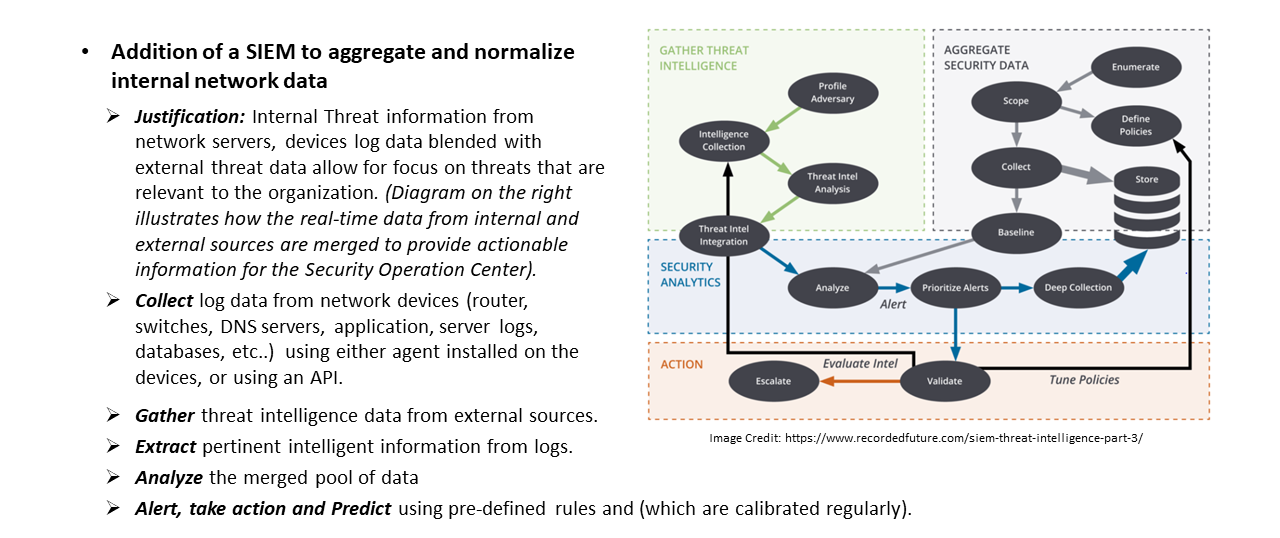 • Addition of a SIEM to aggregate and normalize
internal network data
➢ Justification: Internal Threat information from
network servers, devices log data blended with
external threat data allow for focus on threats that are
relevant to the organization. (Diagram on the right
illustrates how the real-time data from internal and
external sources are merged to provide actionable
information for the Security Operation Center).
➢ Collect log data from network devices (router,
switches, DNS servers, application, server logs,
databases, etc..) using either agent installed on the
devices, or using an API.
➢ Gather threat intelligence data from external sources.
➢ Extract pertinent intelligent information from logs.
➢ Analyze the merged pool of data
➢ Alert, take action and Predict using pre-defined rules and (which are calibrated regularly).
GATHER THREAT
INTELLIGENCE
Profile
Adversary
Intelligence
Collection
Threat Intel
Analysis
Threat Intel
Integration
AGGREGATE
SECURITY DATA
Enumerate
Scope
Define
Policies
Collect
Store
Baseline
SECURITY
ANALYTICS
Analyze
Alert
Prioritize Alerts
Deep Collection
ACTION
Evaluate Intel
Escalate
Validate
Tune Policies
Image Credit: https://www.recordedfuture.com/siem-threat-intelligence-part-3/